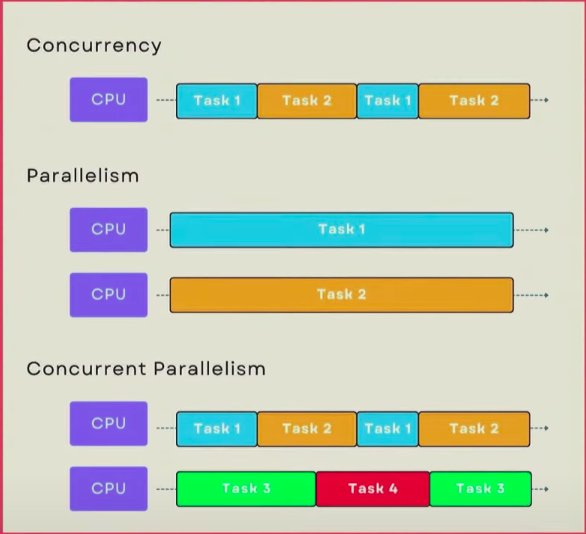 Concurrency
CPU Task 1 Task 2 Task 1 Task 2
Parallelism
CPU Task 1
CPU Task 2
Concurrent Parallelism
CPU Task 1 Task 2 Task 1 Task 2
CPU Task 3 Task 4 Task 3